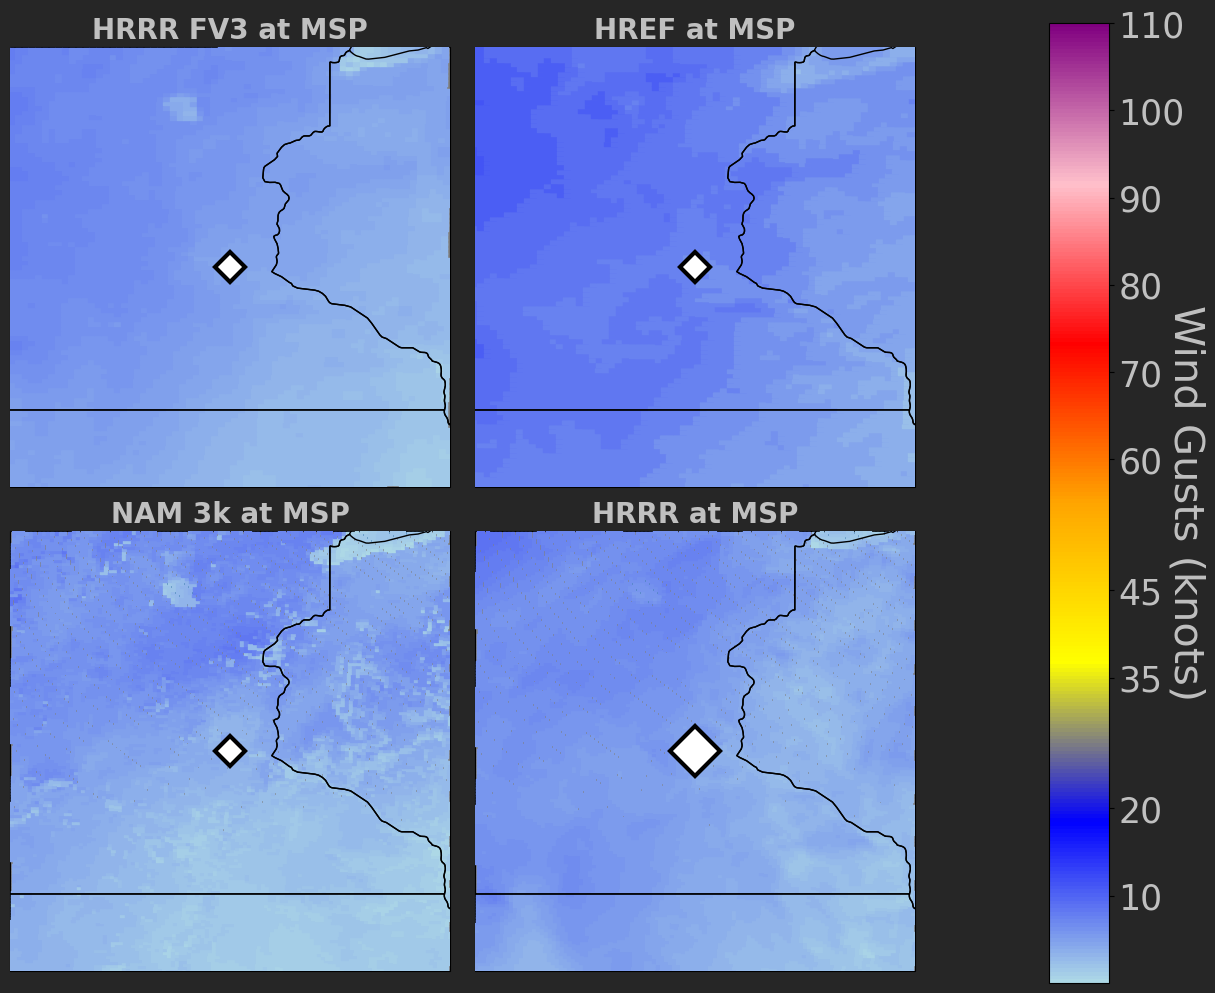 HRRR FV3 at MSP
HREF at MSP
NAM 3k at MSP
HRRR at MSP
110
100
90
80
70
60
45
35
20
10
Wind Gusts (knots)